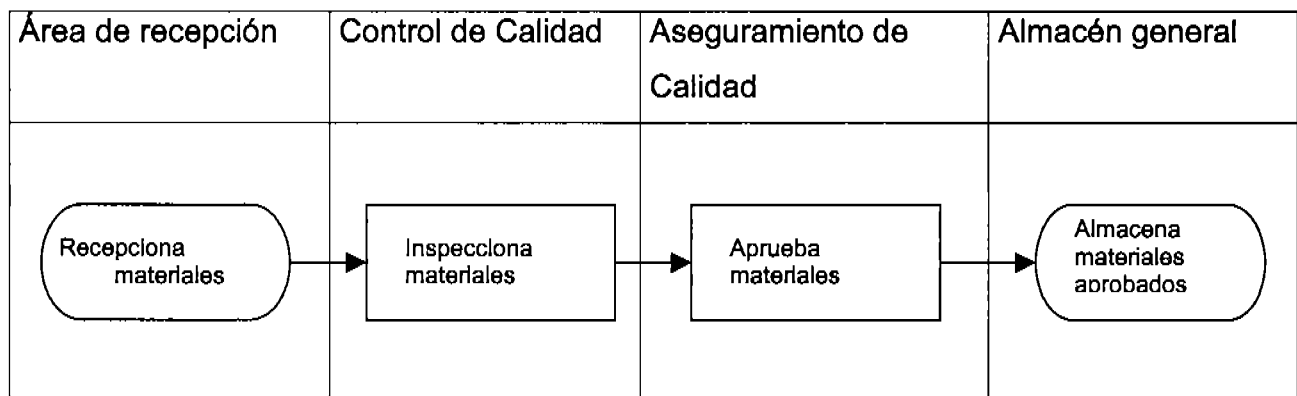 Área de recepción
Control de Calidad
Aseguramiento de
Calidad
Almacén general
Recepciona
materiales
Inspecciona
materiales
Aprueba
materiales
Almacena
materiales
aprobados